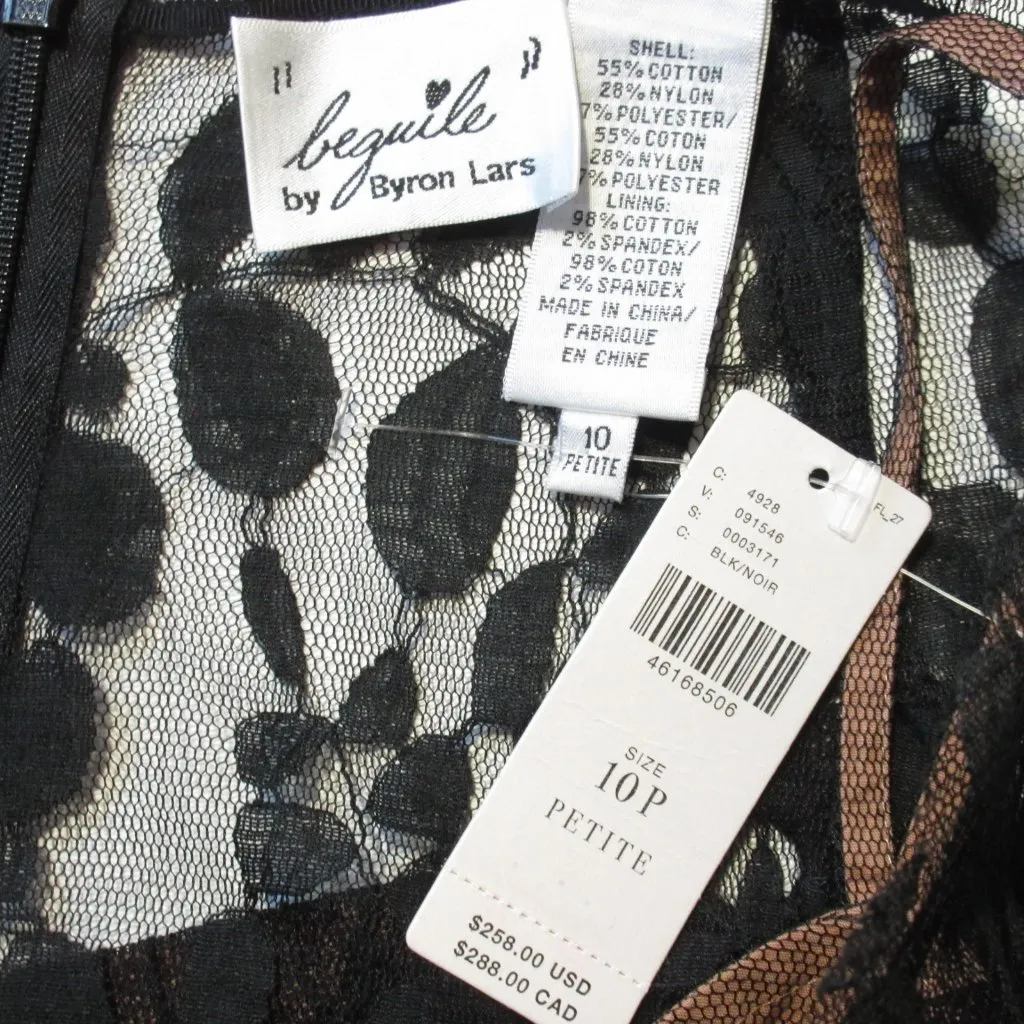 " beguile "
by Byron Lars
SHELL:
55% COTTON
28% NYLON
7% POLYESTER/
55% COTON
28% NYLON
7% POLYESTER
LINING:
98% COTTON
2% SPANDEX/
98% COTON
2% SPANDEX
MADE IN CHINA/
FABRIQUE
EN CHINE
10
PETITE
FL_27
C: 4928
V: 091546
S: 0003171
C: BLK/NOIR
46168506
SIZE
10P
PETITE
$258.00 USD
$288.00 CAD